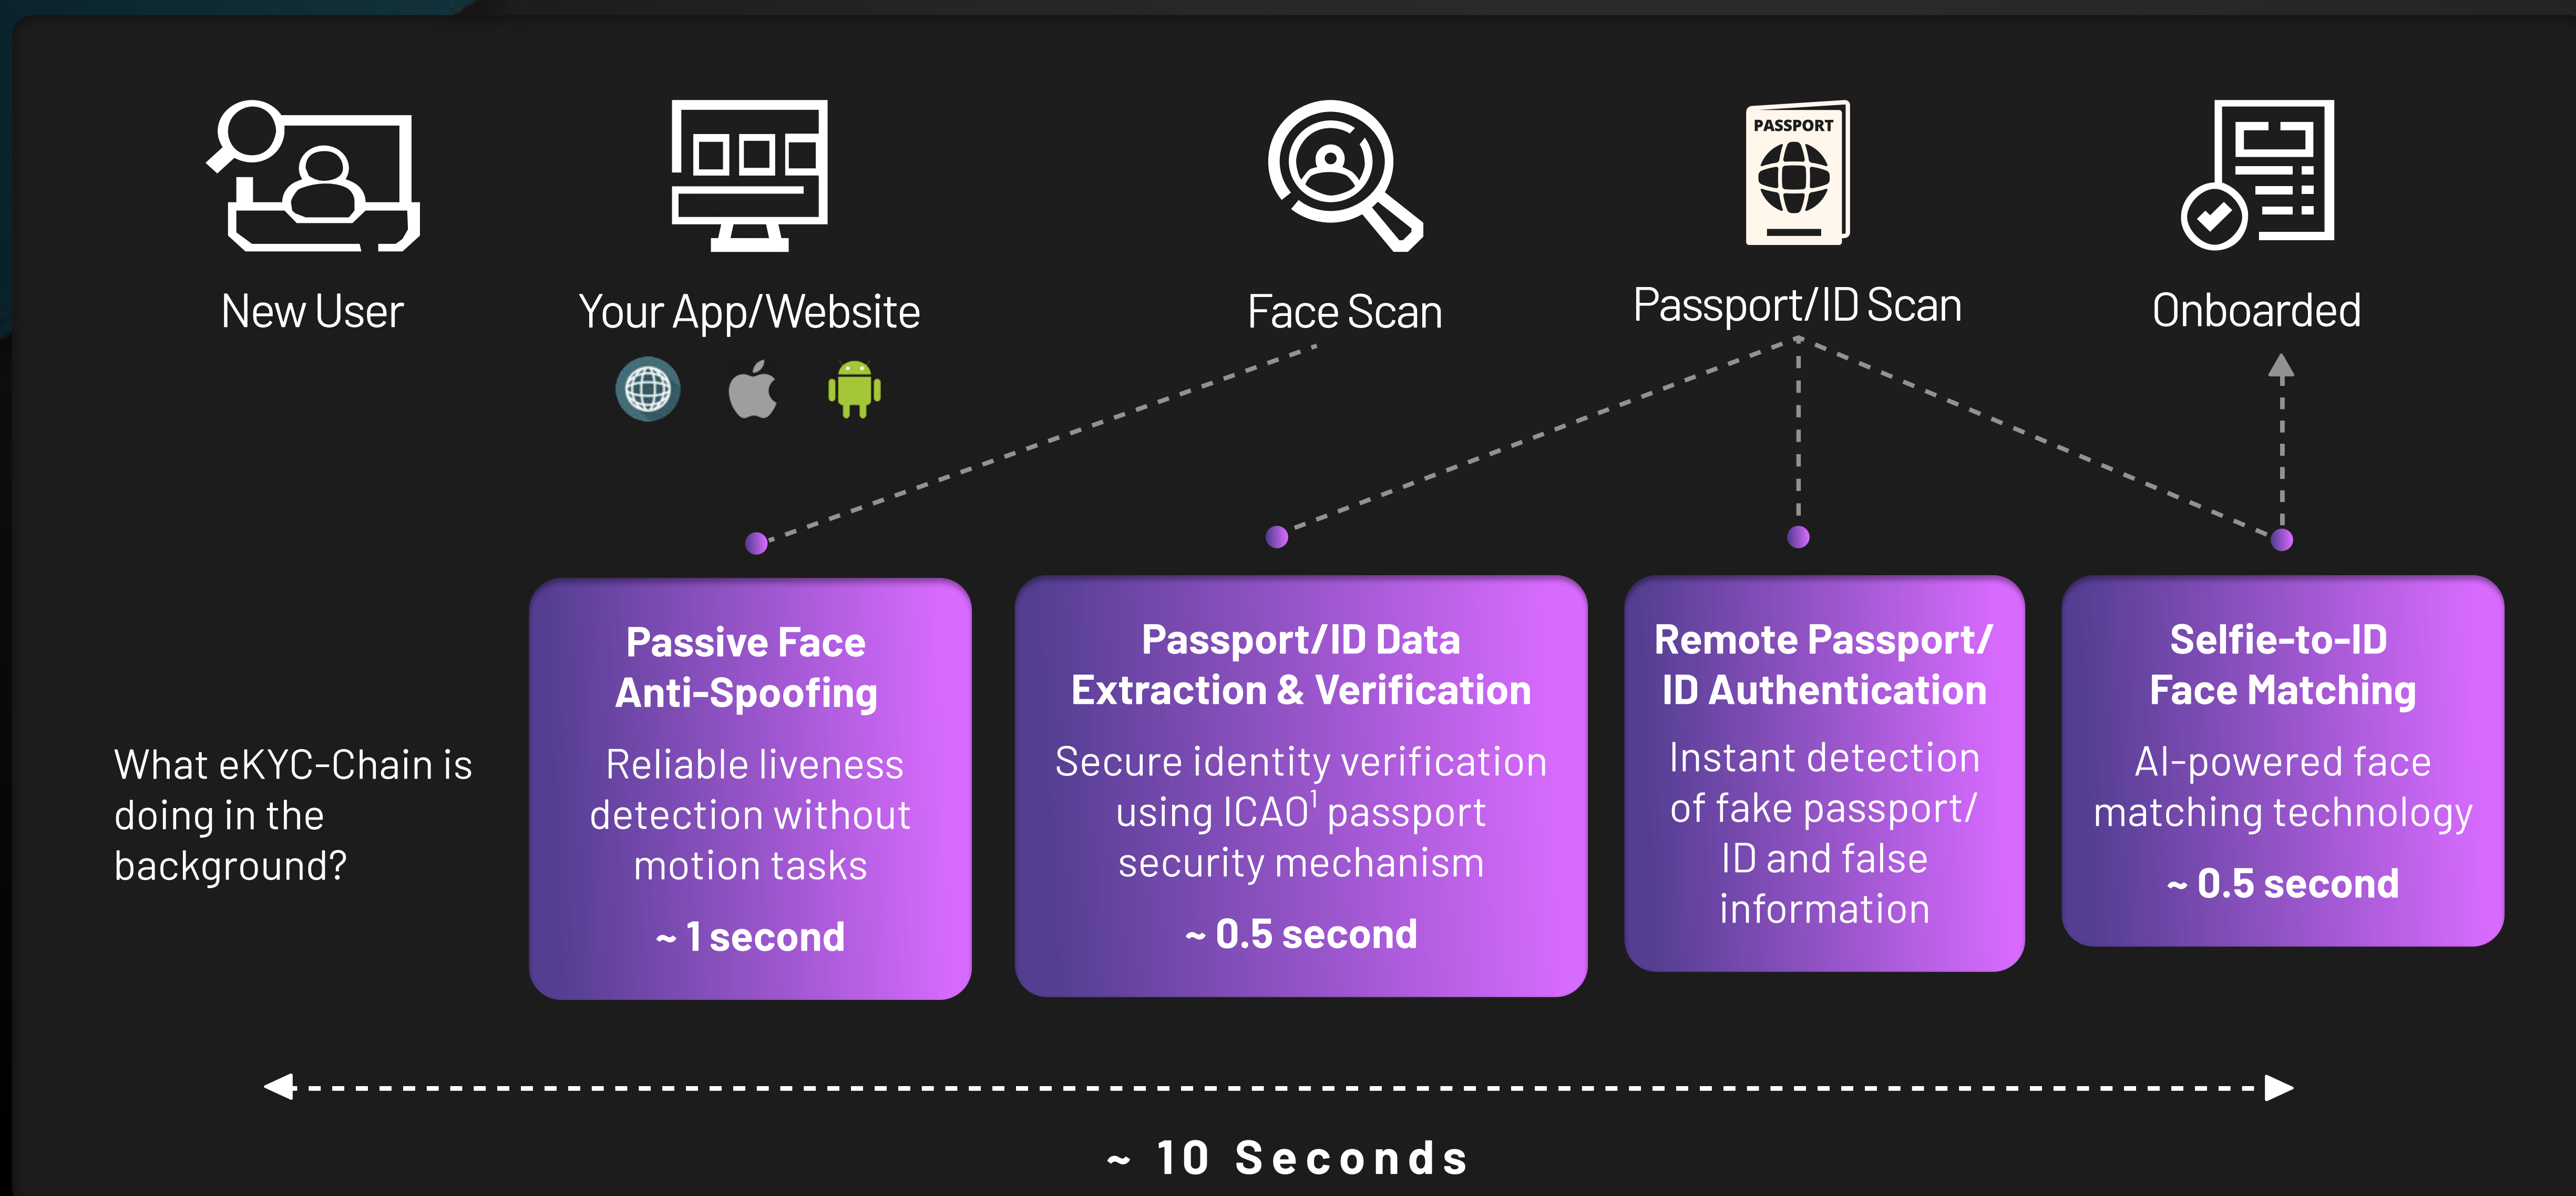 PASSPORT
New User
Your App/Website
Face Scan
Passport/ID Scan
Onboarded
What eKYC-Chain is
doing in the
background?
Passive Face
Anti-Spoofing
Reliable liveness
detection without
motion tasks
~ 1 second
Passport/ID Data
Extraction & Verification
Secure identity verification
using ICAO¹ passport
security mechanism
~ 0.5 second
Remote Passport/
ID Authentication
Instant detection
of fake passport/
ID and false
information
Selfie-to-ID
Face Matching
AI-powered face
matching technology
~ 0.5 second
~ 10 Seconds